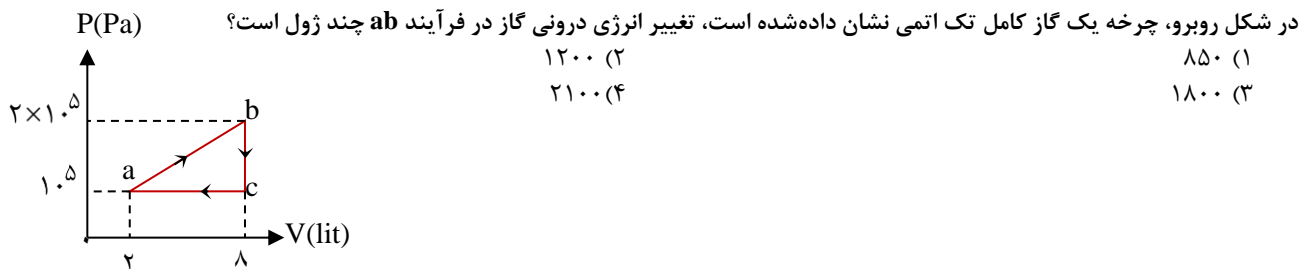 در شکل روبرو، چرخه یک گاز کامل تک اتمی نشان داده‌شده است، تغییر انرژی درونی گاز در فرآیند ab چند ژول است؟
۱) ۸۵۰ ۲) ۱۲۰۰
۳) ۱۸۰۰ ۴) ۲۱۰۰
P(Pa)
۲×۱۰^۵
b
a
۱۰^۵
c
V(lit)
۲ ۸